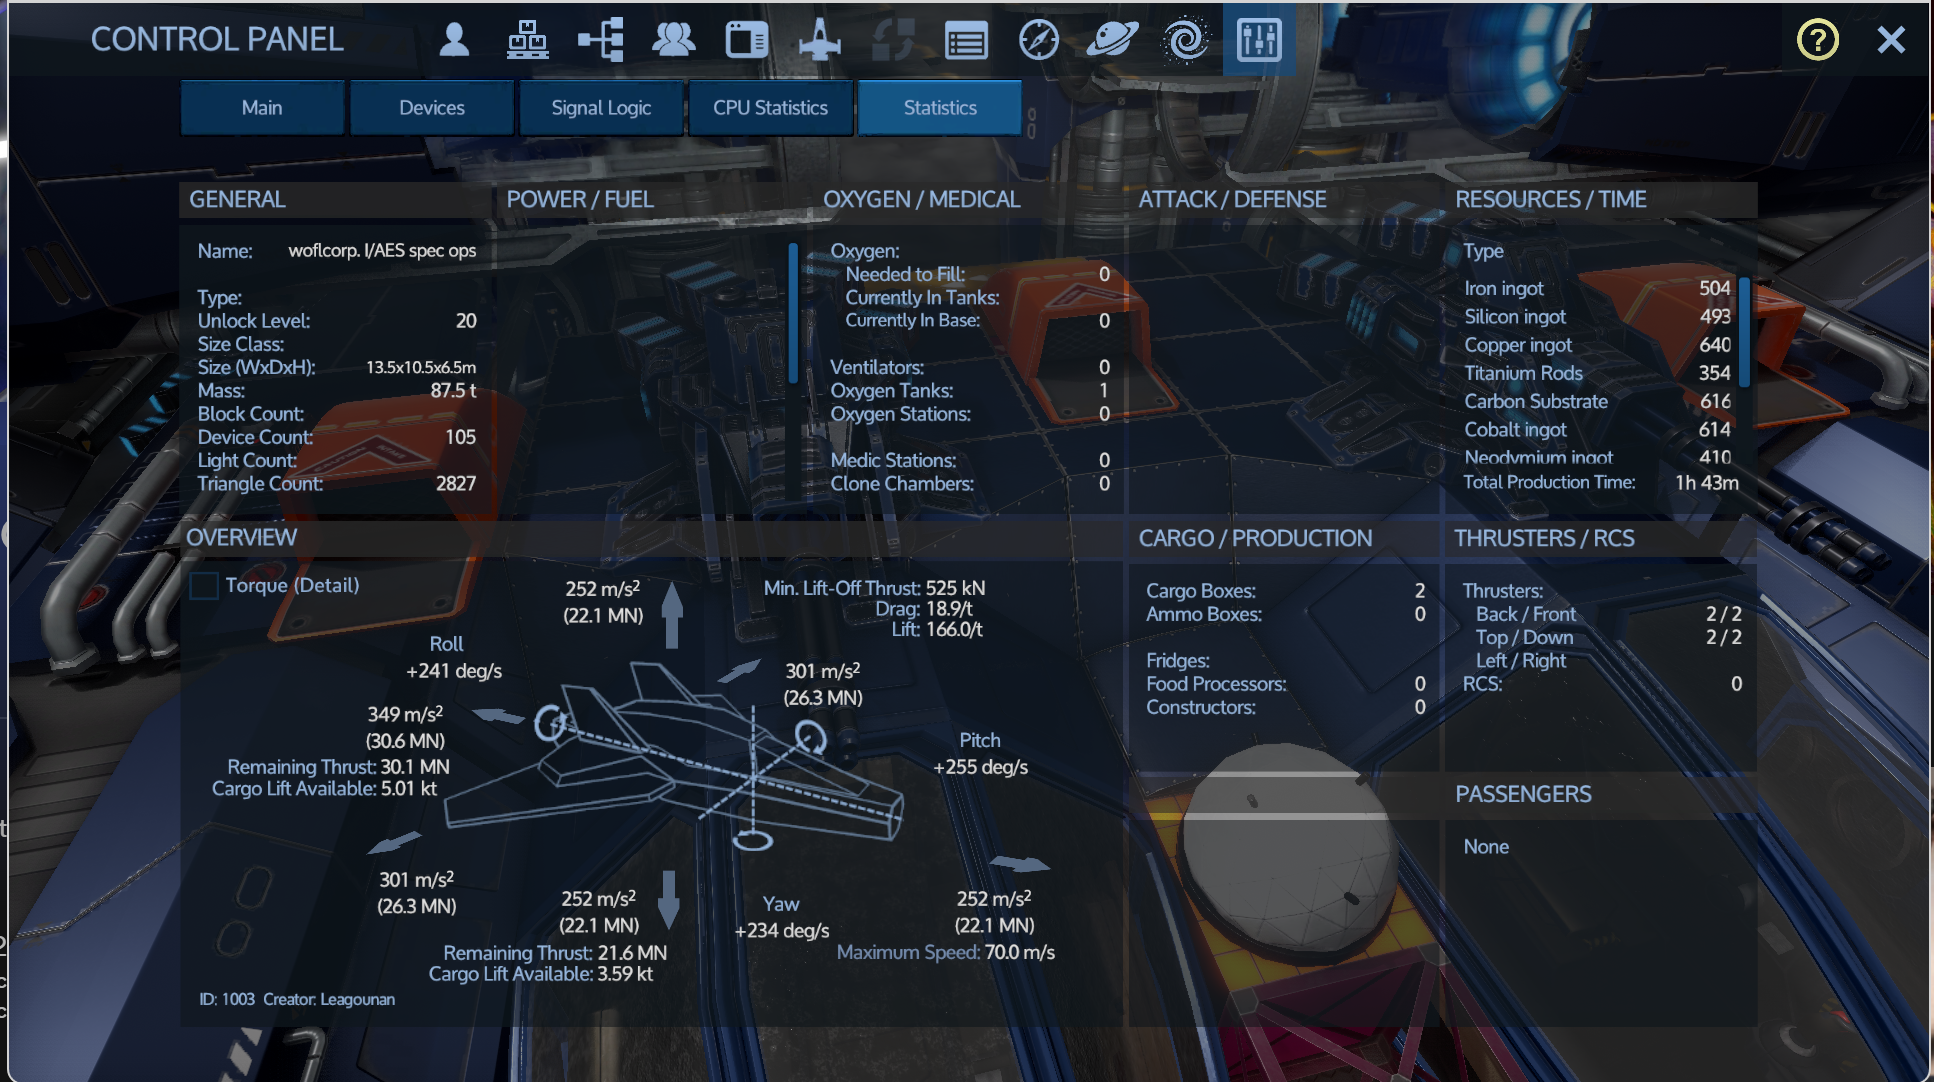 CONTROL PANEL
?
Main
Devices
Signal Logic
CPU Statistics
Statistics
GENERAL
Name: woflcorp. I/AES spec ops
Type:
Unlock Level: 20
Size Class:
Size (WxDxH): 13.5x10.5x6.5m
Mass: 87.5 t
Block Count:
Device Count: 105
Light Count:
Triangle Count: 2827
POWER / FUEL
OXYGEN / MEDICAL
Oxygen:
Needed to Fill: 0
Currently In Tanks:
Currently In Base: 0
Ventilators: 0
Oxygen Tanks: 1
Oxygen Stations: 0
Medic Stations: 0
Clone Chambers: 0
ATTACK / DEFENSE
RESOURCES / TIME
Type
Iron ingot 504
Silicon ingot 493
Copper ingot 640
Titanium Rods 354
Carbon Substrate 616
Cobalt ingot 614
Neodymium ingot 410
Total Production Time: 1h 43m
OVERVIEW
Torque (Detail)
252 m/s²
(22.1 MN)
Min. Lift-Off Thrust: 525 kN
Drag: 18.9/t
Lift: 166.0/t
Roll
+241 deg/s
301 m/s²
(26.3 MN)
349 m/s²
(30.6 MN)
Remaining Thrust: 30.1 MN
Cargo Lift Available: 5.01 kt
Pitch
+255 deg/s
301 m/s²
(26.3 MN)
252 m/s²
(22.1 MN)
Remaining Thrust: 21.6 MN
Cargo Lift Available: 3.59 kt
Yaw
+234 deg/s
252 m/s²
(22.1 MN)
Maximum Speed: 70.0 m/s
ID: 1003 Creator: Leagounan
CARGO / PRODUCTION
Cargo Boxes: 2
Ammo Boxes: 0
Fridges:
Food Processors: 0
Constructors: 0
THRUSTERS / RCS
Thrusters:
Back / Front 2 / 2
Top / Down 2 / 2
Left / Right
RCS: 0
PASSENGERS
None